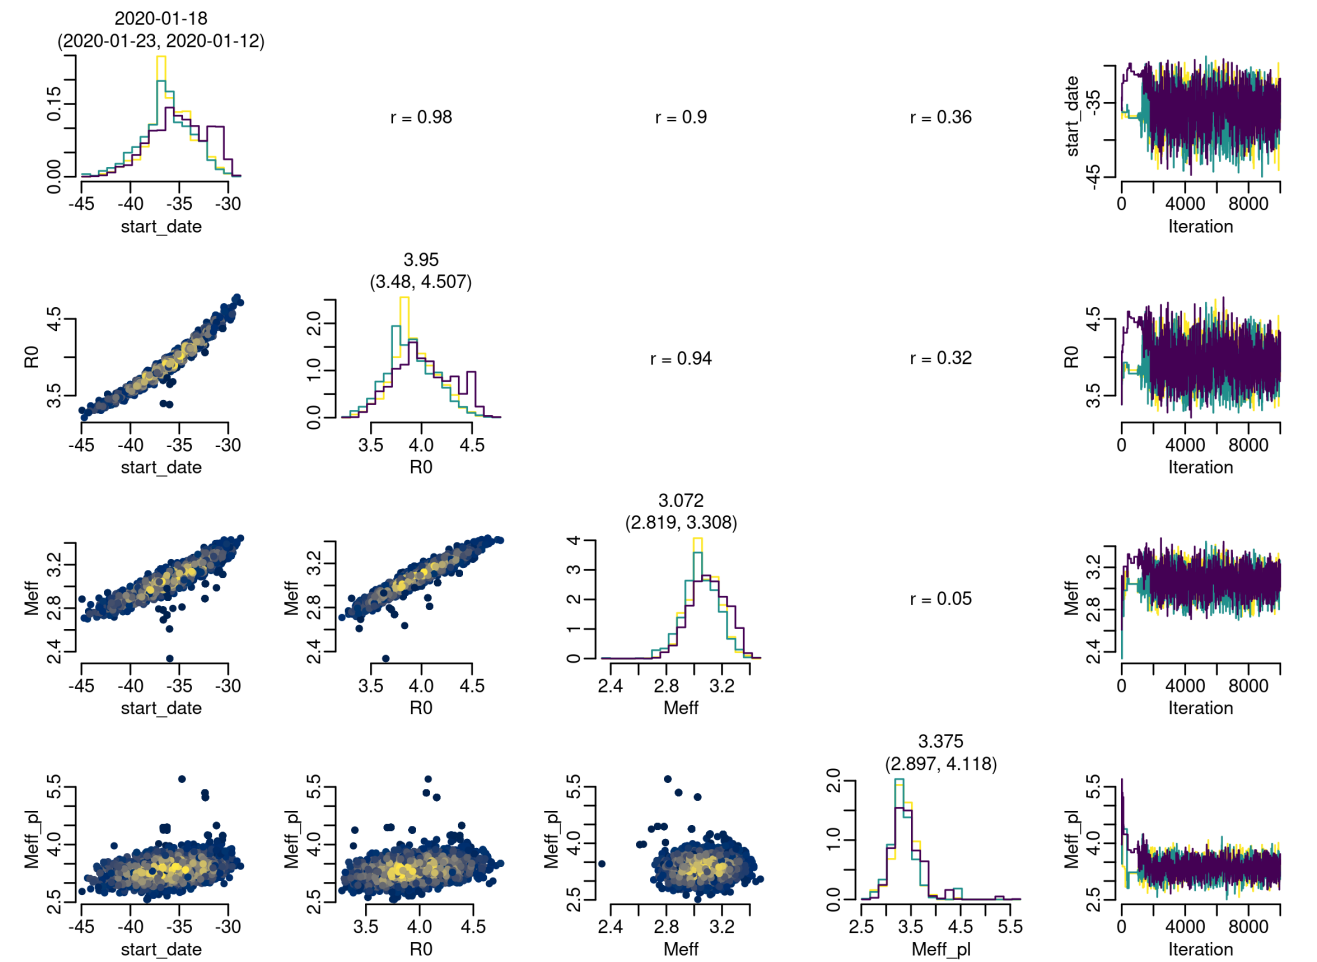 2020-01-18
(2020-01-23, 2020-01-12)
0.00 0.15
-45 -40 -35 -30
start_date
r = 0.98
r = 0.9
r = 0.36
start_date
-45 -35
0 4000 8000
Iteration
R0
3.5 4.5
-45 -40 -35 -30
start_date
3.95
(3.48, 4.507)
0.0 1.0 2.0
3.5 4.0 4.5
R0
r = 0.94
r = 0.32
R0
3.5 4.5
0 4000 8000
Iteration
Meff
2.4 2.8 3.2
-45 -40 -35 -30
start_date
Meff
2.4 2.8 3.2
3.5 4.0 4.5
R0
3.072
(2.819, 3.308)
0 1 2 3 4
2.4 2.8 3.2
Meff
r = 0.05
Meff
2.4 2.8 3.2
0 4000 8000
Iteration
Meff_pl
2.5 4.0 5.5
-45 -40 -35 -30
start_date
Meff_pl
2.5 4.0 5.5
3.5 4.0 4.5
R0
Meff_pl
2.5 4.0 5.5
2.4 2.8 3.2
Meff
3.375
(2.897, 4.118)
0.0 1.0 2.0
2.5 3.5 4.5 5.5
Meff_pl
Meff_pl
2.5 4.0 5.5
0 4000 8000
Iteration